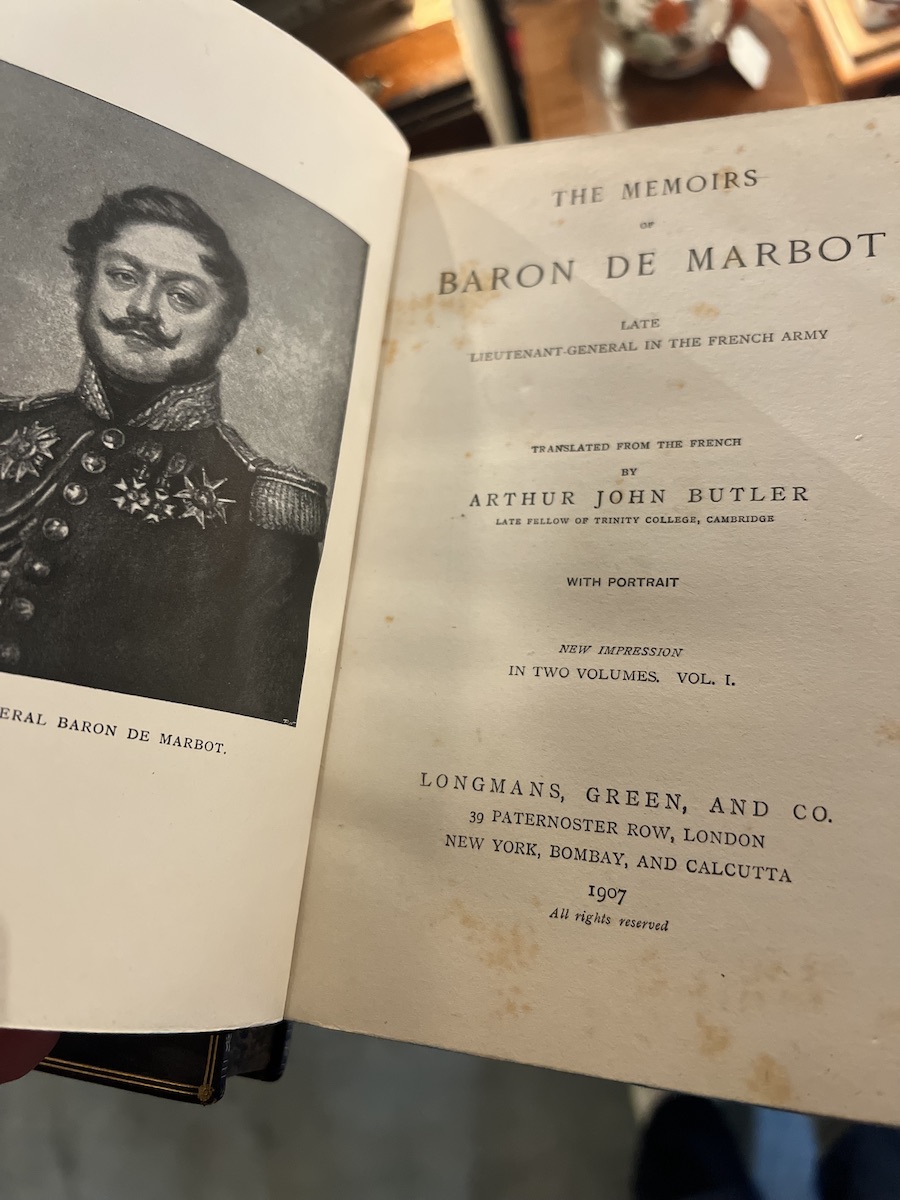 ERAL BARON DE MARBOT.
THE MEMOIRS
OF
BARON DE MARBOT
LATE
LIEUTENANT-GENERAL IN THE FRENCH ARMY
TRANSLATED FROM THE FRENCH
BY
ARTHUR JOHN BUTLER
LATE FELLOW OF TRINITY COLLEGE, CAMBRIDGE
WITH PORTRAIT
NEW IMPRESSION
IN TWO VOLUMES. VOL. I.
LONGMANS, GREEN, AND CO.
39 PATERNOSTER ROW, LONDON
NEW YORK, BOMBAY, AND CALCUTTA
1907
All rights reserved